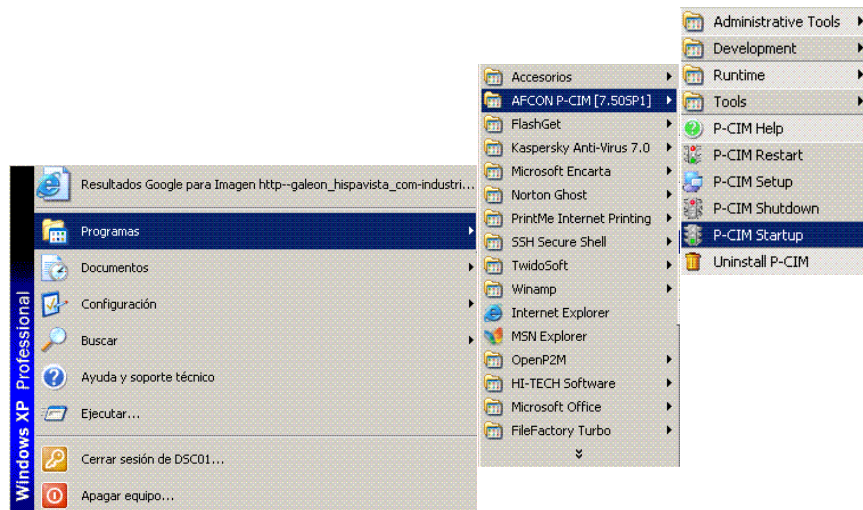 Windows XP Professional
Resultados Google para Imagen http--galeon_hispavista_com-industri...
Programas
Documentos
Configuración
Buscar
Ayuda y soporte técnico
Ejecutar...
Cerrar sesión de DSC01...
Apagar equipo...
Accesorios
AFCON P-CIM [7.50SP1]
FlashGet
Kaspersky Anti-Virus 7.0
Microsoft Encarta
Norton Ghost
PrintMe Internet Printing
SSH Secure Shell
TwidoSoft
Winamp
Internet Explorer
MSN Explorer
OpenP2M
HI-TECH Software
Microsoft Office
FileFactory Turbo
Administrative Tools
Development
Runtime
Tools
P-CIM Help
P-CIM Restart
P-CIM Setup
P-CIM Shutdown
P-CIM Startup
Uninstall P-CIM